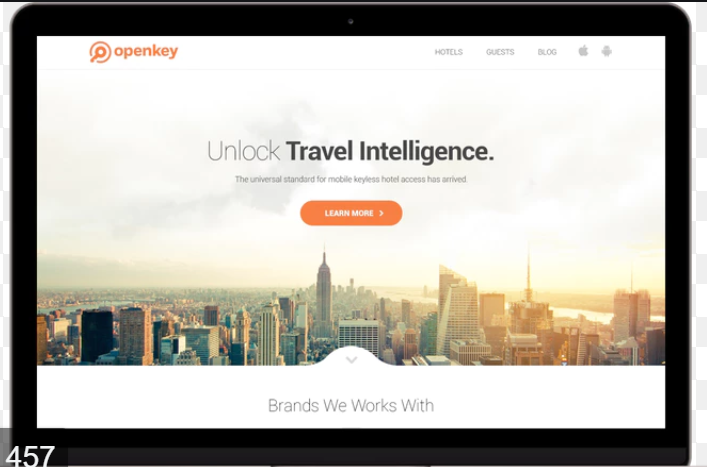 openkey
HOTELS GUESTS BLOG
Unlock Travel Intelligence.
The universal standard for mobile keyless hotel access has arrived.
LEARN MORE >
Brands We Works With
457